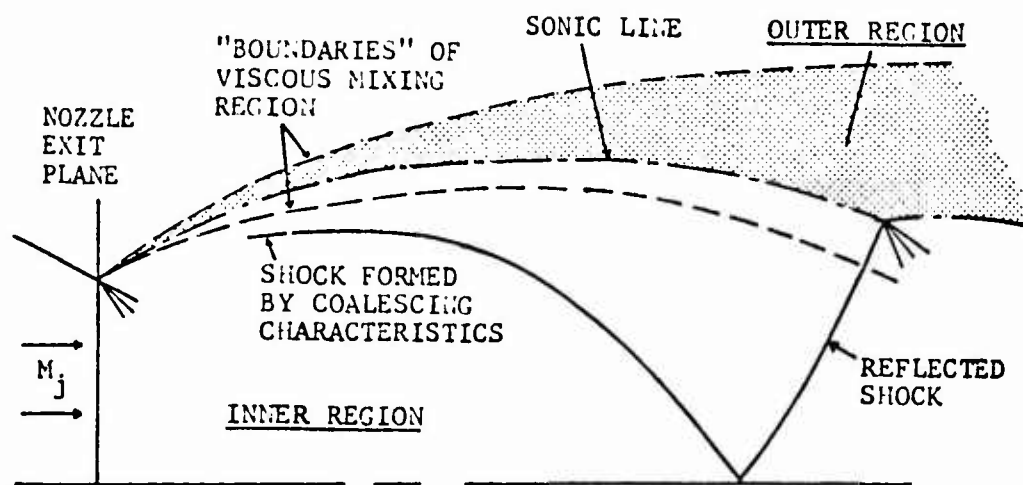 SONIC LINE
OUTER REGION
"BOUNDARIES" OF
VISCOUS MIXING
REGION
NOZZLE
EXIT
PLANE
SHOCK FORMED
BY COALESCING
CHARACTERISTICS
Mj
REFLECTED
SHOCK
INNER REGION